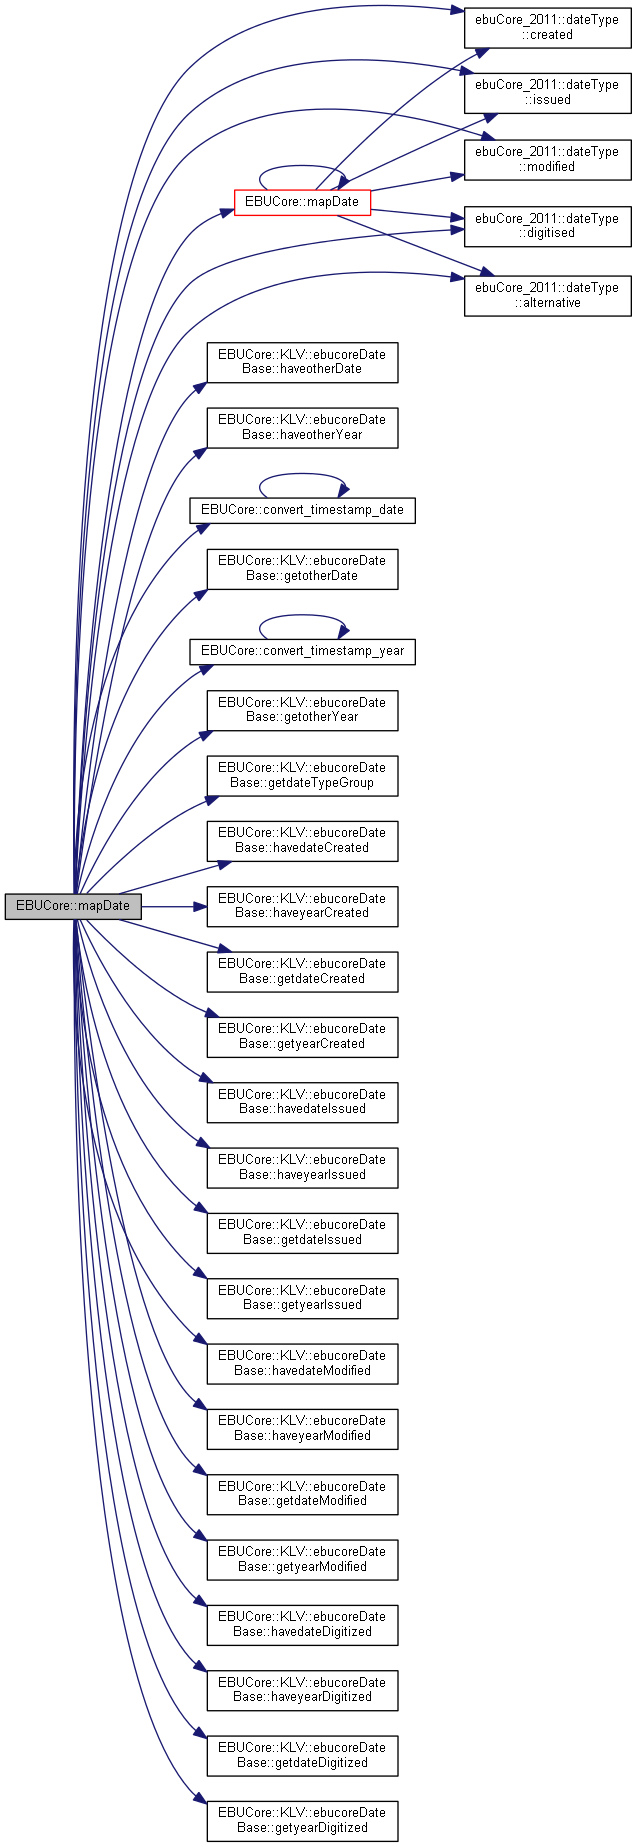 ebuCore_2011::dateType
::created
ebuCore_2011::dateType
::issued
ebuCore_2011::dateType
::modified
EBUCore::mapDate
ebuCore_2011::dateType
::digitised
ebuCore_2011::dateType
::alternative
EBUCore::KLV::ebucoreDate
Base::haveotherDate
EBUCore::KLV::ebucoreDate
Base::haveotherYear
EBUCore::convert_timestamp_date
EBUCore::KLV::ebucoreDate
Base::getotherDate
EBUCore::convert_timestamp_year
EBUCore::KLV::ebucoreDate
Base::getotherYear
EBUCore::KLV::ebucoreDate
Base::getdateTypeGroup
EBUCore::KLV::ebucoreDate
Base::havedateCreated
EBUCore::mapDate
EBUCore::KLV::ebucoreDate
Base::haveyearCreated
EBUCore::KLV::ebucoreDate
Base::getdateCreated
EBUCore::KLV::ebucoreDate
Base::getyearCreated
EBUCore::KLV::ebucoreDate
Base::havedateIssued
EBUCore::KLV::ebucoreDate
Base::haveyearIssued
EBUCore::KLV::ebucoreDate
Base::getdateIssued
EBUCore::KLV::ebucoreDate
Base::getyearIssued
EBUCore::KLV::ebucoreDate
Base::havedateModified
EBUCore::KLV::ebucoreDate
Base::haveyearModified
EBUCore::KLV::ebucoreDate
Base::getdateModified
EBUCore::KLV::ebucoreDate
Base::getyearModified
EBUCore::KLV::ebucoreDate
Base::havedateDigitized
EBUCore::KLV::ebucoreDate
Base::haveyearDigitized
EBUCore::KLV::ebucoreDate
Base::getdateDigitized
EBUCore::KLV::ebucoreDate
Base::getyearDigitized